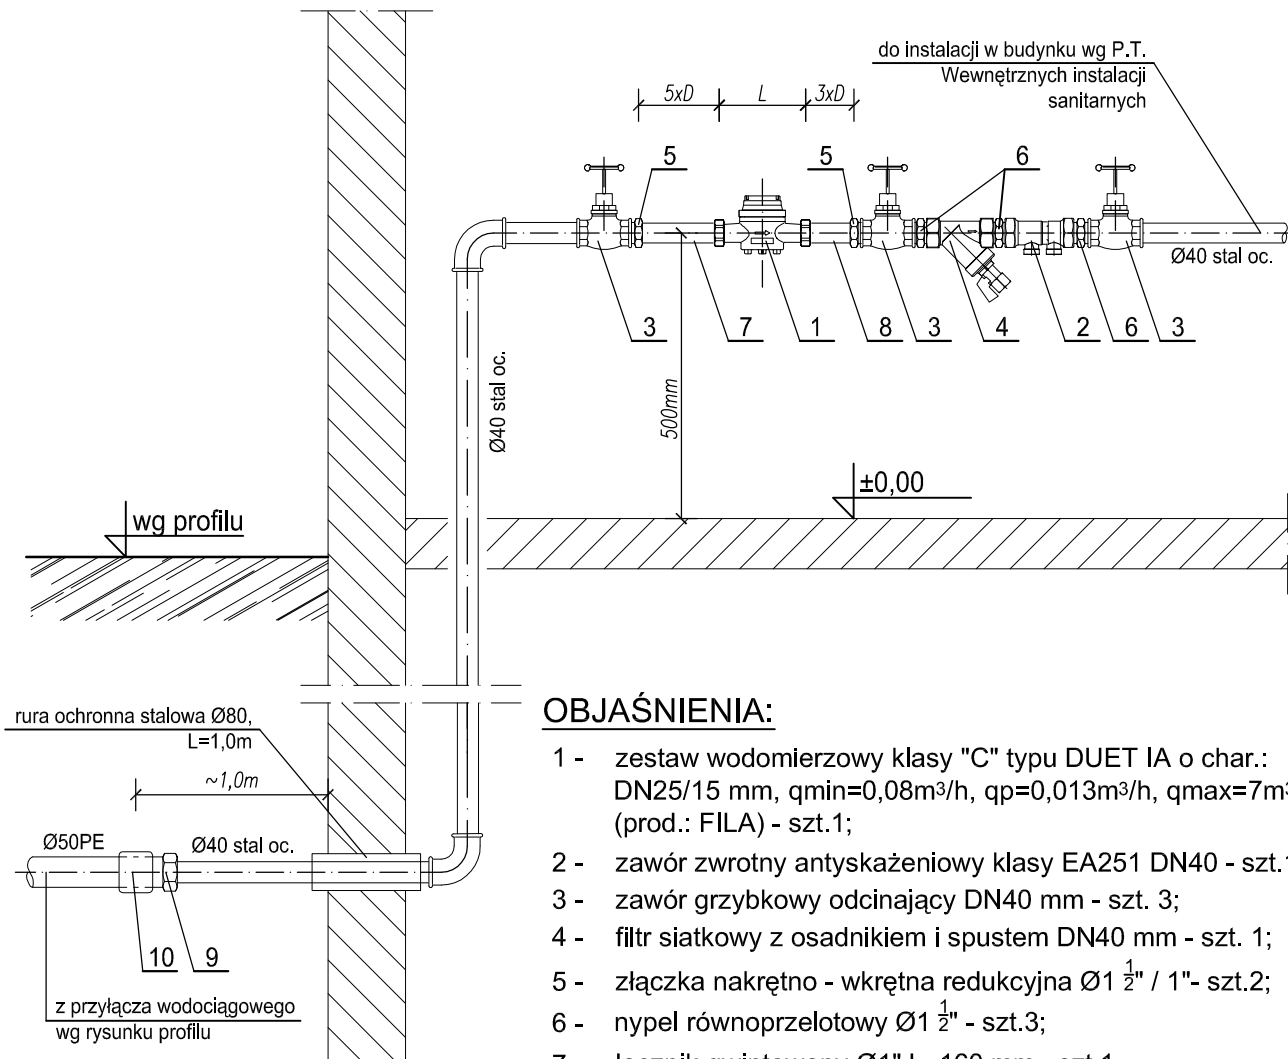 do instalacji w budynku wg P.T.
Wewnętrznych instalacji
sanitarnych
5xD L 3xD
5 5 6
Ø40 stal oc.
3 7 1 8 3 4 2 6 3
Ø40 stal oc.
500mm
±0,00
wg profilu
rura ochronna stalowa Ø80,
L=1,0m
~1,0m
Ø50PE Ø40 stal oc.
10 9
z przyłącza wodociągowego
wg rysunku profilu
OBJAŚNIENIA:
1 - zestaw wodomierzowy klasy "C" typu DUET IA o char.:
DN25/15 mm, qmin=0,08m³/h, qp=0,013m³/h, qmax=7m³
(prod.: FILA) - szt.1;
2 - zawór zwrotny antyskażeniowy klasy EA251 DN40 - szt.1
3 - zawór grzybkowy odcinający DN40 mm - szt. 3;
4 - filtr siatkowy z osadnikiem i spustem DN40 mm - szt. 1;
5 - złączka nakrętno - wkrętna redukcyjna Ø1 ½" / 1"- szt.2;
6 - nypel równoprzelotowy Ø1 ½" - szt.3;